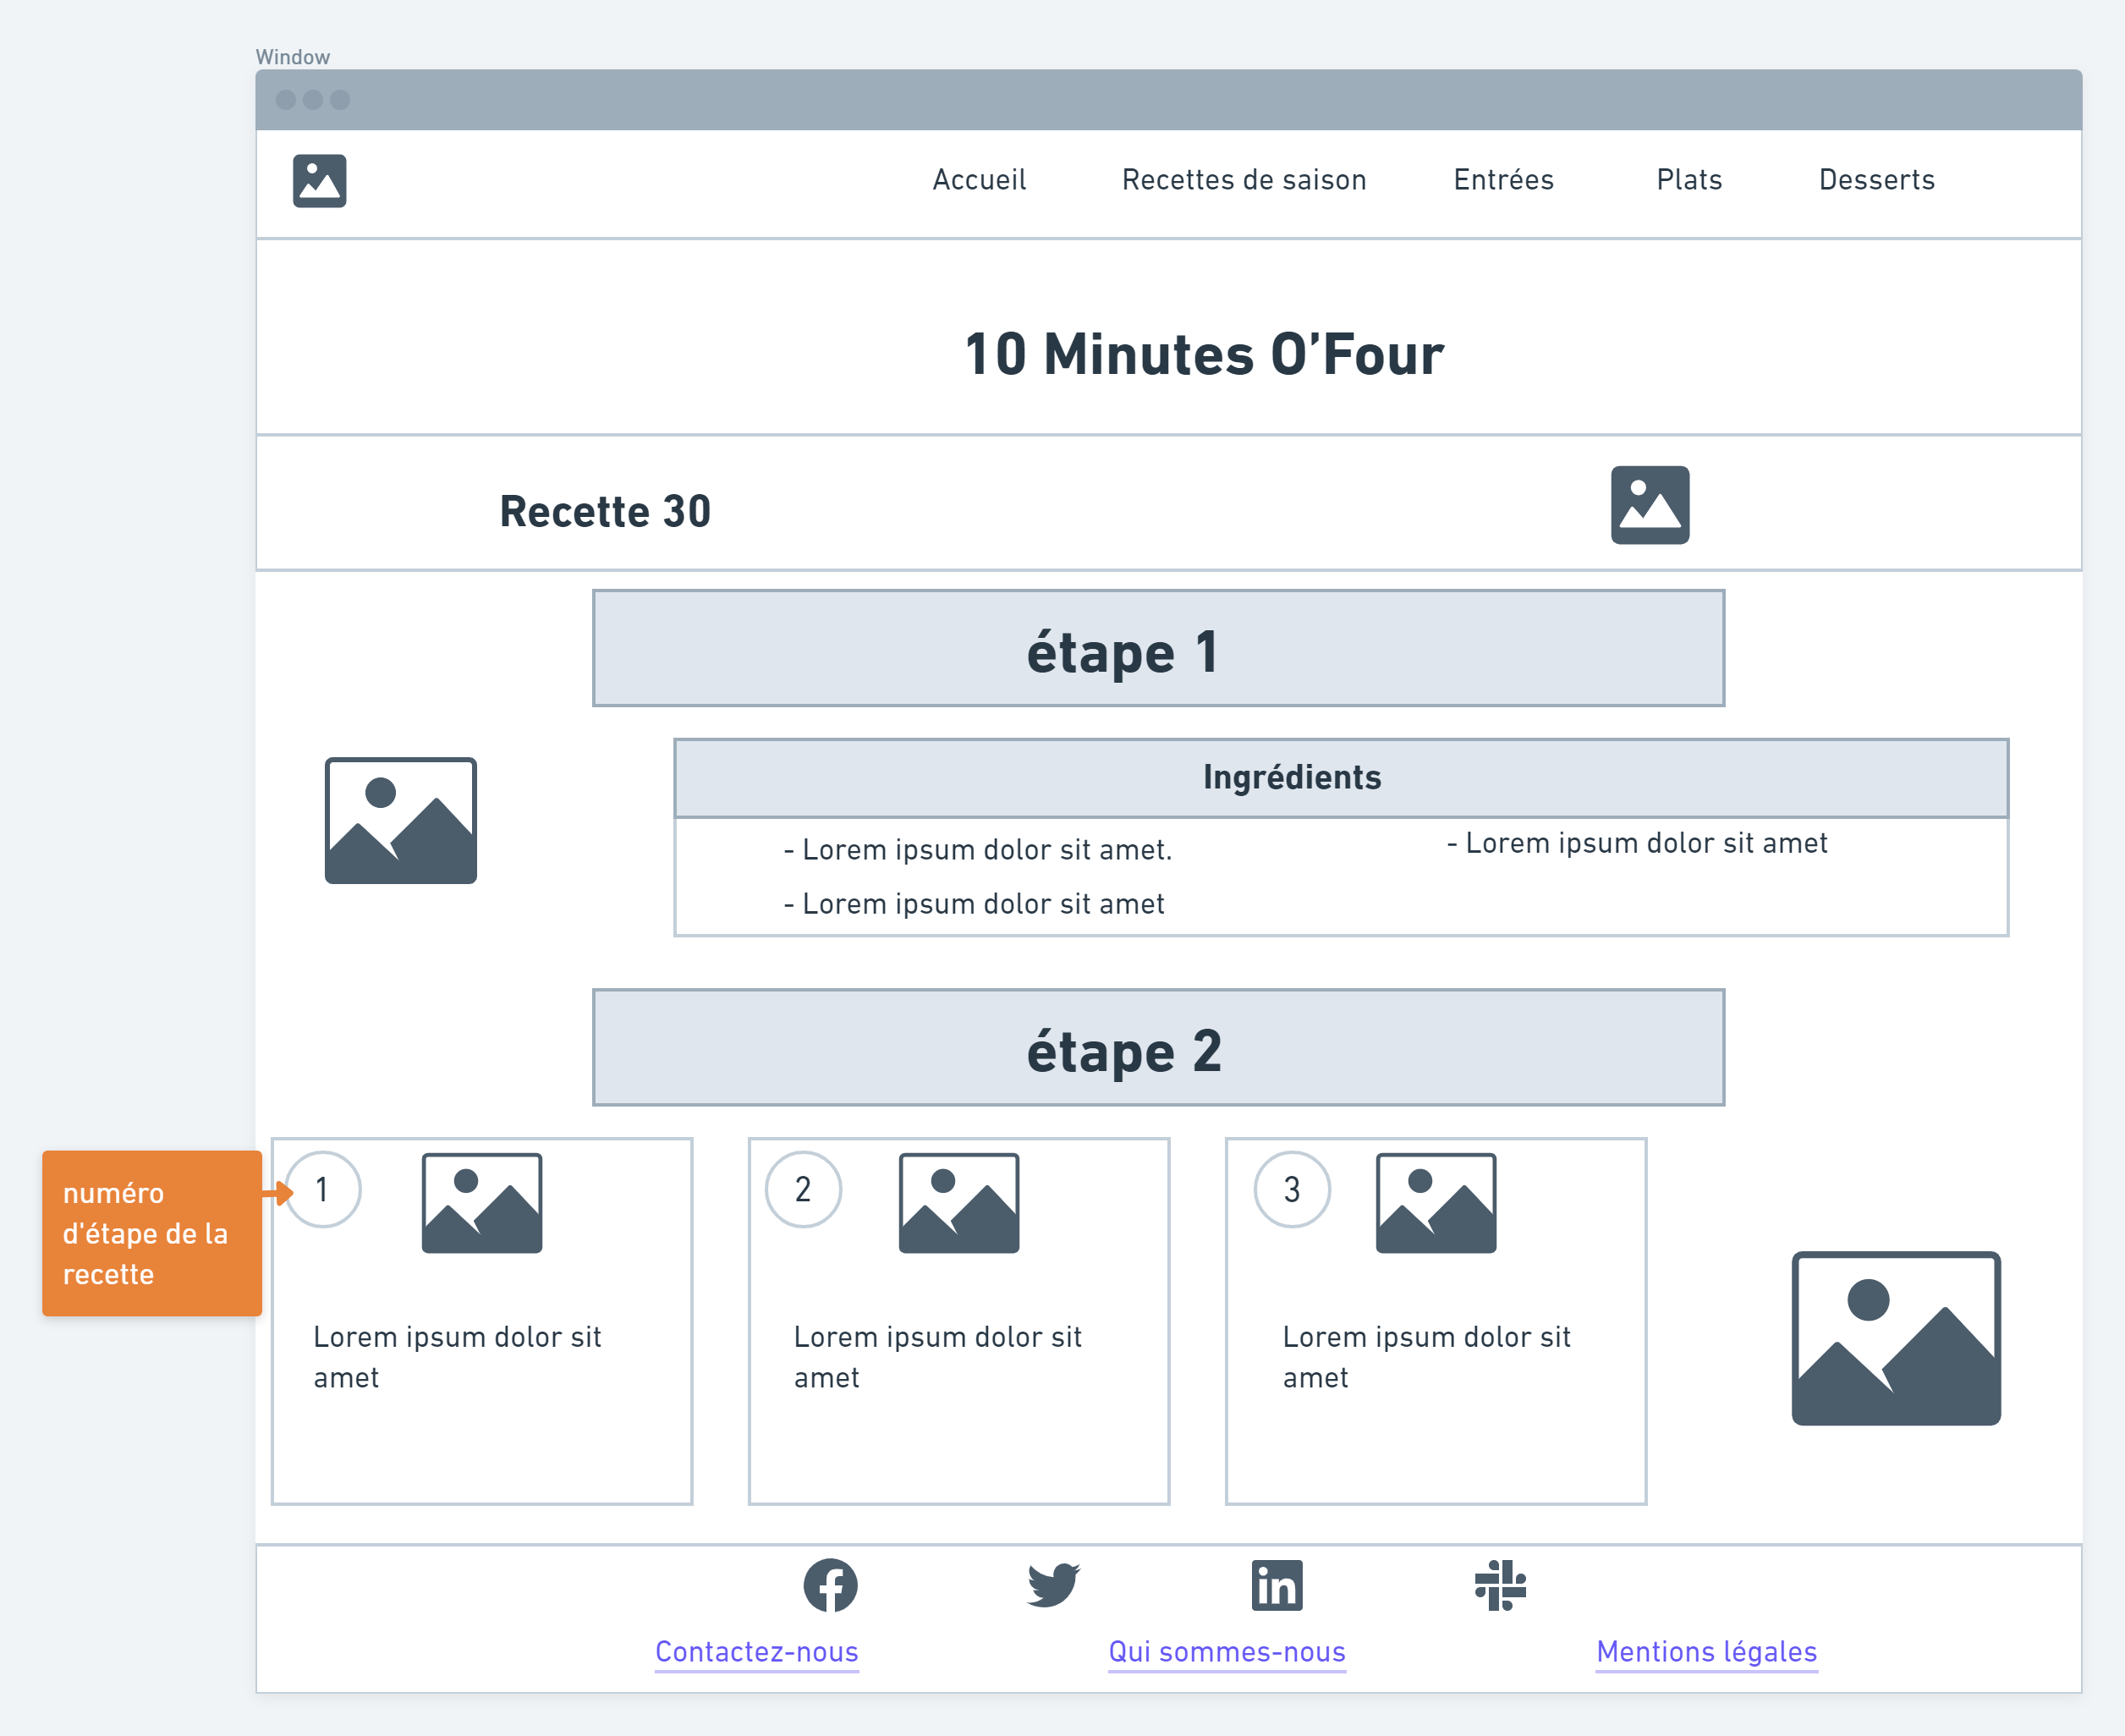 Window
Accueil Recettes de saison Entrées Plats Desserts
10 Minutes O’Four
Recette 30
étape 1
Ingrédients
- Lorem ipsum dolor sit amet.
- Lorem ipsum dolor sit amet
- Lorem ipsum dolor sit amet
étape 2
numéro
d'étape de la
recette
1
Lorem ipsum dolor sit
amet
2
Lorem ipsum dolor sit
amet
3
Lorem ipsum dolor sit
amet
Contactez-nous Qui sommes-nous Mentions légales